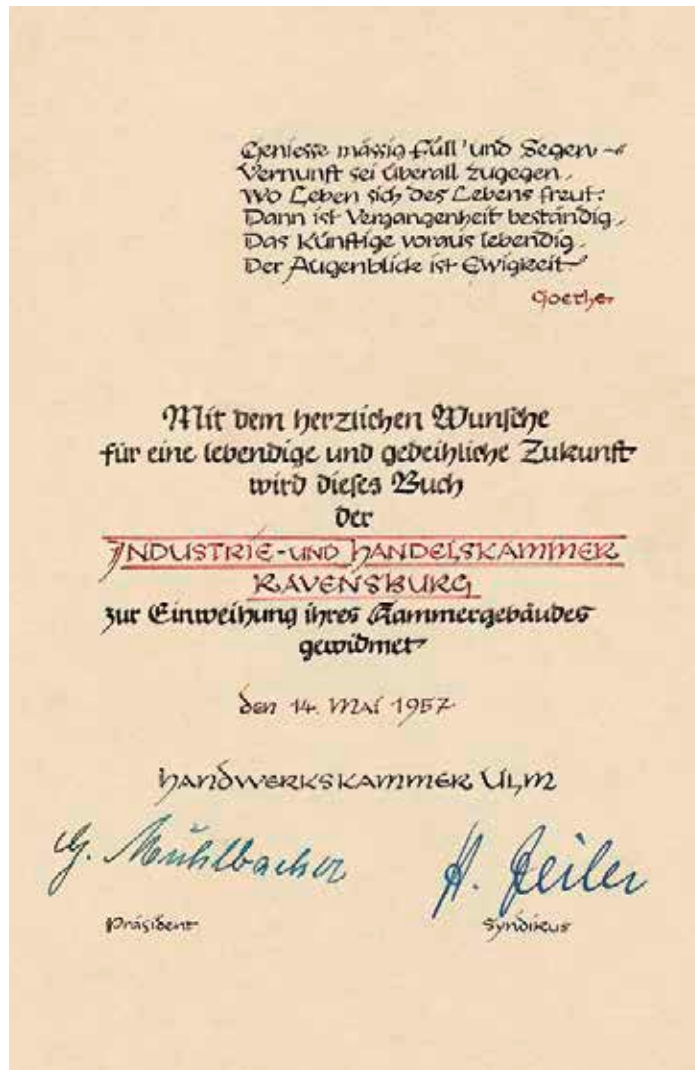 Geniesse mässig Füll' und Segen –
Vernunft sei überall zugegen,
Wo Leben sich des Lebens freut.
Dann ist Vergangenheit beständig,
Das Künftige voraus lebendig,
Der Augenblick ist Ewigkeit
Goethe
Mit dem herzlichen Wunsche
für eine lebendige und gedeihliche Zukunft
wird dieses Buch
der
INDUSTRIE- UND HANDELSKAMMER
RAVENSBURG
zur Einweihung ihres Kammergebäudes
gewidmet
den 14. Mai 1957
HANDWERKSKAMMER ULM
G. Mühlbacher H. Zeiler
Präsident Syndikus